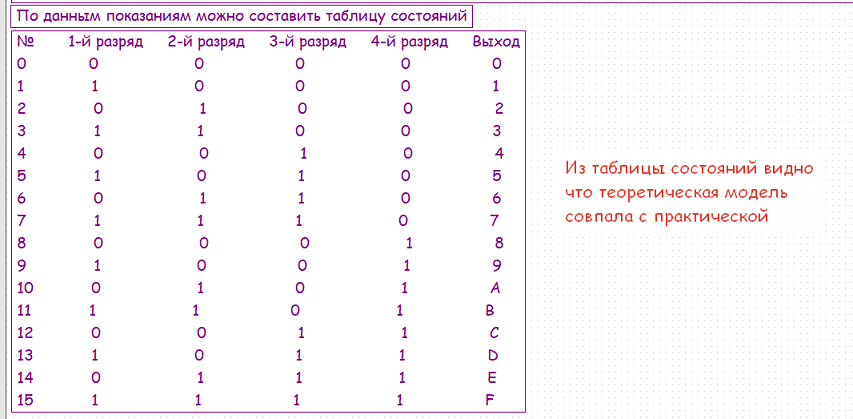 По данным показаниям можно составить таблицу состояний
№ 1-й разряд 2-й разряд 3-й разряд 4-й разряд Выход
0 0 0 0 0 0
1 1 0 0 0 1
2 0 1 0 0 2
3 1 1 0 0 3
4 0 0 1 0 4
5 1 0 1 0 5
6 0 1 1 0 6
7 1 1 1 0 7
8 0 0 0 1 8
9 1 0 0 1 9
10 0 1 0 1 A
11 1 1 0 1 B
12 0 0 1 1 C
13 1 0 1 1 D
14 0 1 1 1 E
15 1 1 1 1 F
Из таблицы состояний видно
что теоретическая модель
совпала с практической